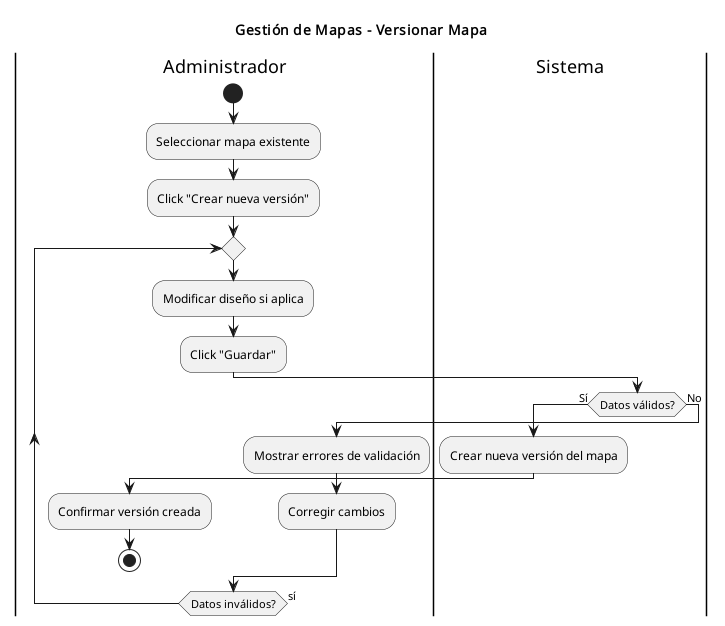 Gestión de Mapas - Versionar Mapa
Administrador
Sistema
Seleccionar mapa existente
Click "Crear nueva versión"
Modificar diseño si aplica
Click "Guardar"
Sí
Datos válidos?
No
Mostrar errores de validación
Crear nueva versión del mapa
Confirmar versión creada
Corregir cambios
Datos inválidos?
sí